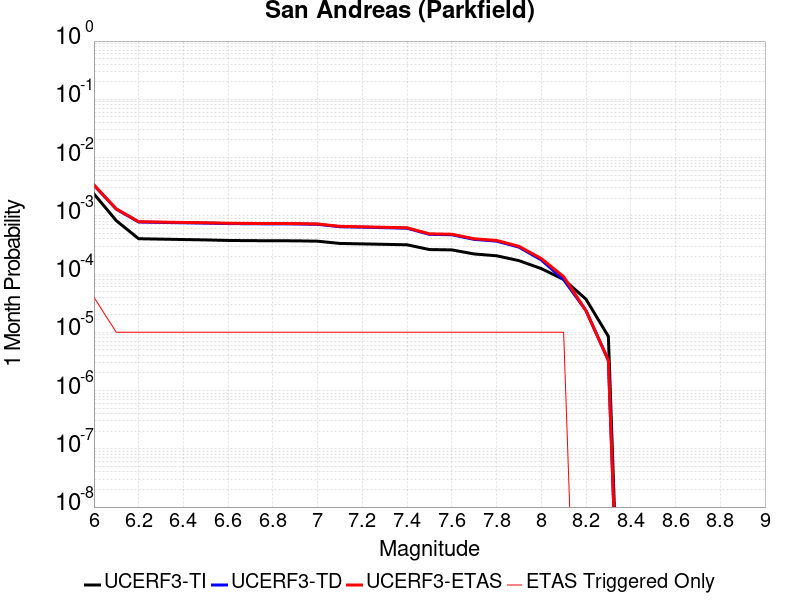 San Andreas (Parkfield)
10 0
10 -1
10 -2
10 -3
10 -4
10 -5
10 -6
10 -7
10 -8
1 Month Probability
6 6.2 6.4 6.6 6.8 7 7.2 7.4 7.6 7.8 8 8.2 8.4 8.6 8.8 9
Magnitude
UCERF3-TI UCERF3-TD UCERF3-ETAS ETAS Triggered Only